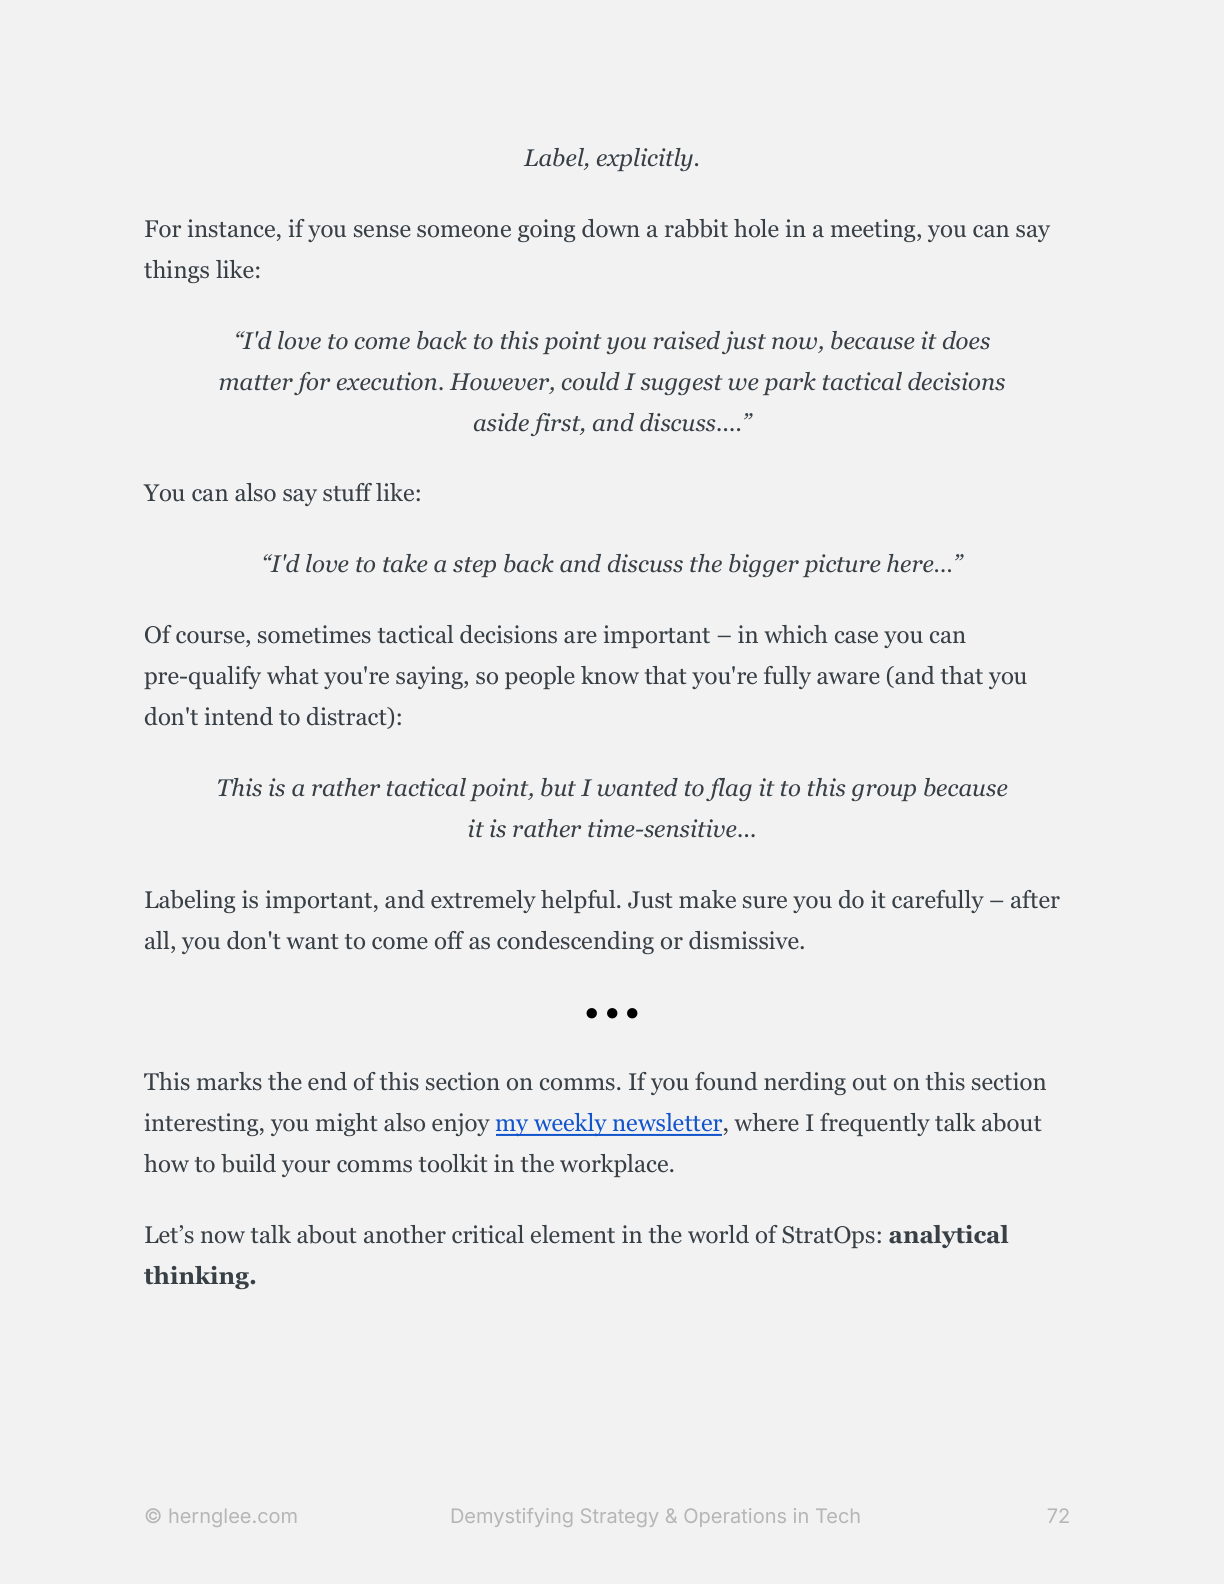 Label, explicitly.
For instance, if you sense someone going down a rabbit hole in a meeting, you can say
things like:
“I'd love to come back to this point you raised just now, because it does
matter for execution. However, could I suggest we park tactical decisions
aside first, and discuss....”
You can also say stuff like:
“I'd love to take a step back and discuss the bigger picture here…”
Of course, sometimes tactical decisions are important – in which case you can
pre-qualify what you're saying, so people know that you're fully aware (and that you
don't intend to distract):
This is a rather tactical point, but I wanted to flag it to this group because
it is rather time-sensitive…
Labeling is important, and extremely helpful. Just make sure you do it carefully – after
all, you don't want to come off as condescending or dismissive.
•••
This marks the end of this section on comms. If you found nerding out on this section
interesting, you might also enjoy my weekly newsletter, where I frequently talk about
how to build your comms toolkit in the workplace.
Let’s now talk about another critical element in the world of StratOps: analytical
thinking.
© hernglee.com Demystifying Strategy & Operations in Tech 72